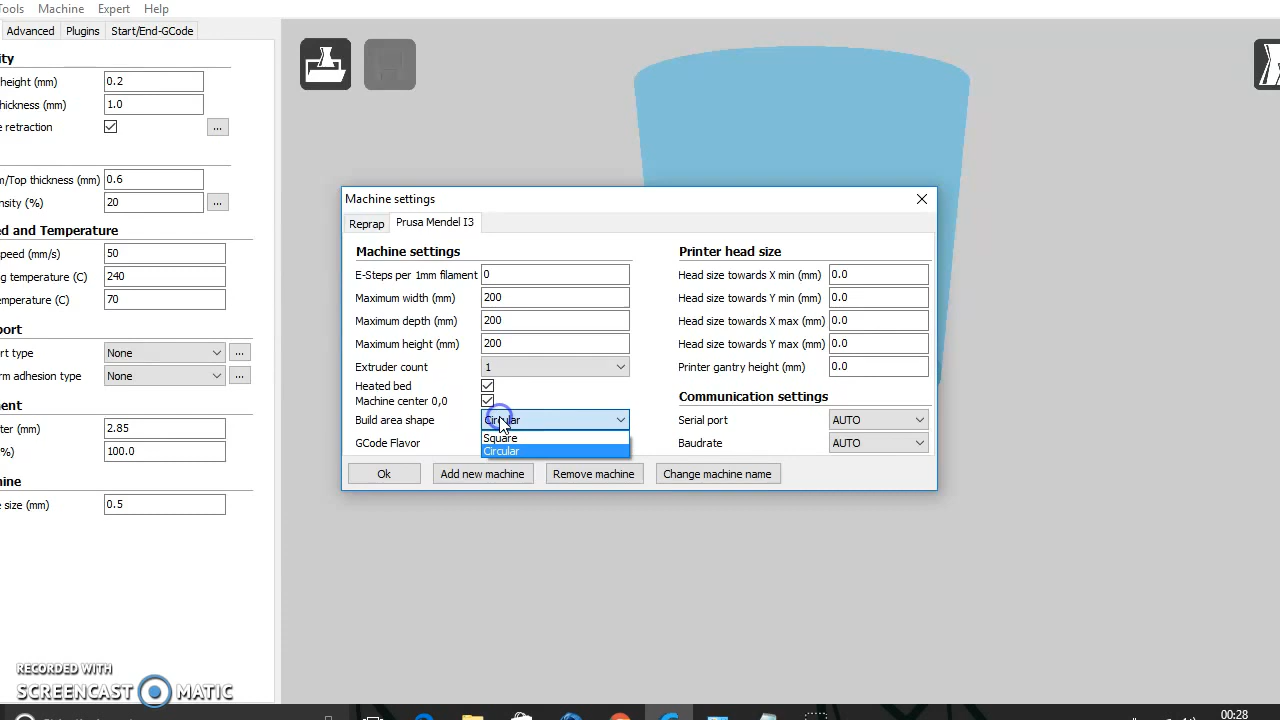 Tools Machine Expert Help
Advanced Plugins Start/End-GCode
ity
height (mm) 0.2
hickness (mm) 1.0
e retraction ...
m/Top thickness (mm) 0.6
nsity (%) 20 ...
ed and Temperature
speed (mm/s) 50
ng temperature (C) 240
emperature (C) 70
port
rt type None ...
rm adhesion type None ...
ment
ter (mm) 2.85
%) 100.0
hine
e size (mm) 0.5
Machine settings
Reprap Prusa Mendel I3
Machine settings
E-Steps per 1mm filament 0
Maximum width (mm) 200
Maximum depth (mm) 200
Maximum height (mm) 200
Extruder count 1
Heated bed
Machine center 0,0
Build area shape Circular
Square
Circular
GCode Flavor
Printer head size
Head size towards X min (mm) 0.0
Head size towards Y min (mm) 0.0
Head size towards X max (mm) 0.0
Head size towards Y max (mm) 0.0
Printer gantry height (mm) 0.0
Communication settings
Serial port AUTO
Baudrate AUTO
Ok Add new machine Remove machine Change machine name
RECORDED WITH
SCREENCAST MATIC
00:28